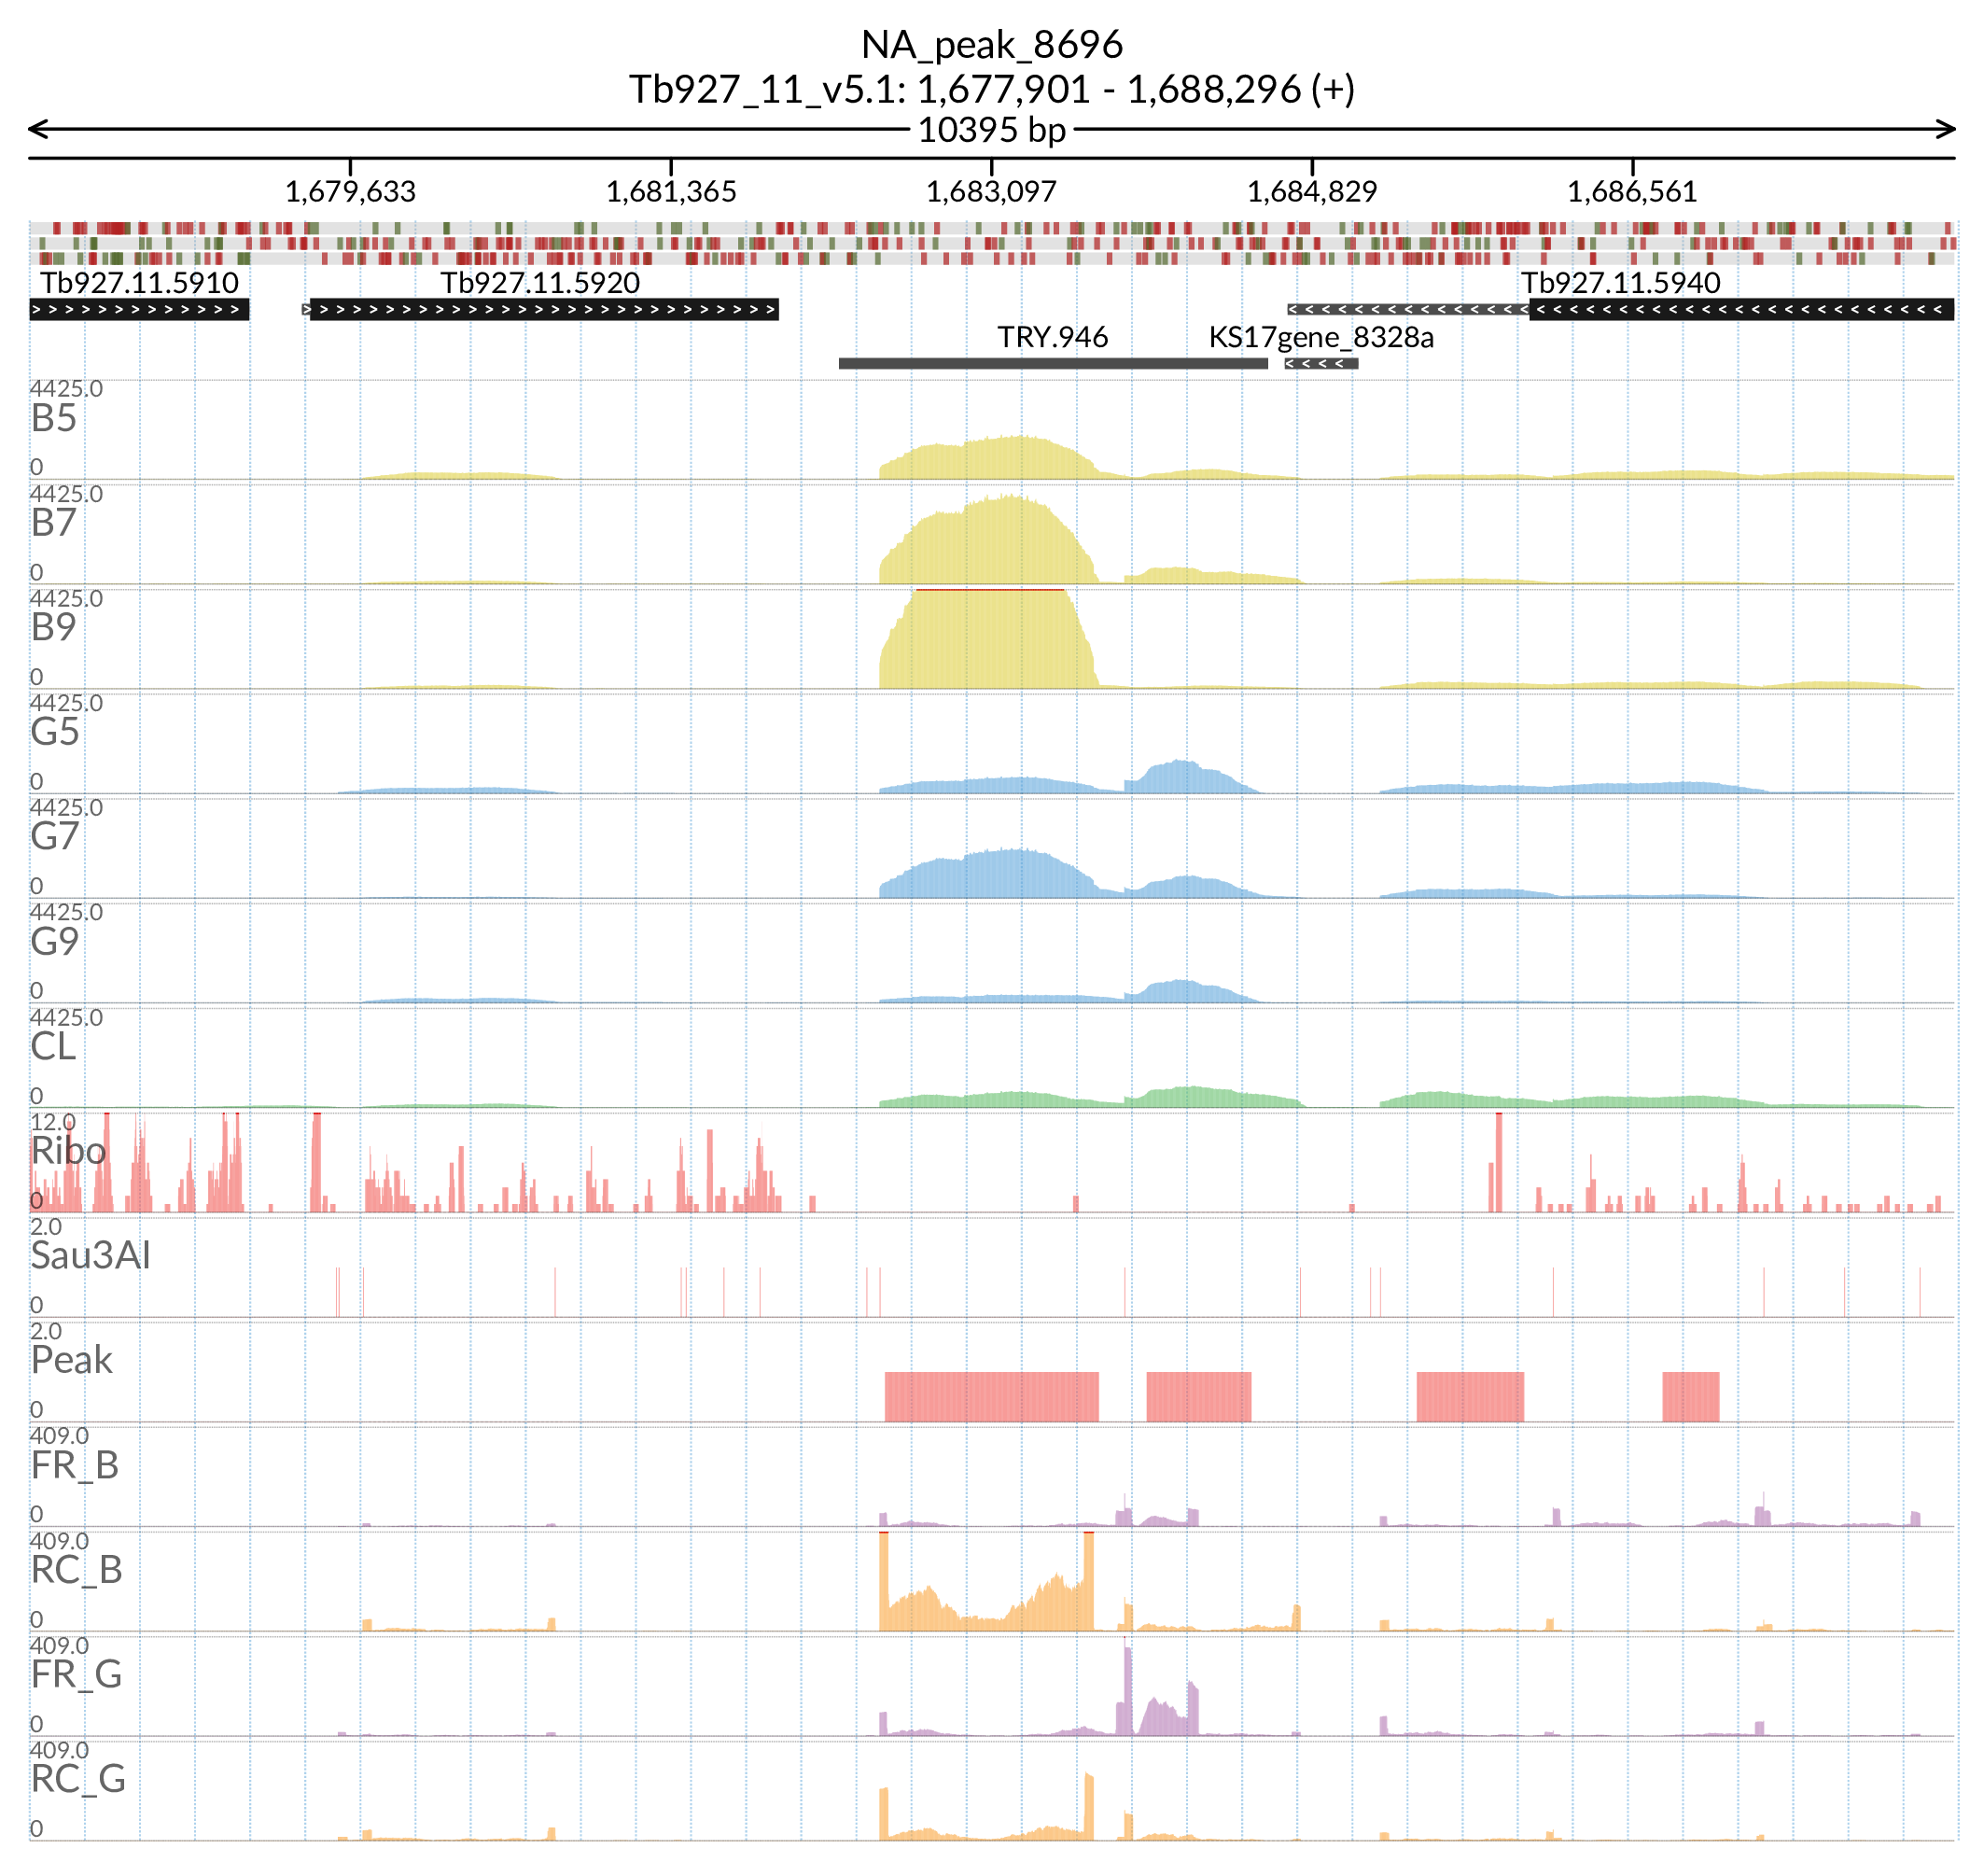 NA_peak_8696
Tb927_11_v5.1: 1,677,901 - 1,688,296 (+)
10395 bp
1,679,633 1,681,365 1,683,097 1,684,829 1,686,561
Tb927.11.5910 Tb927.11.5920 Tb927.11.5940
TRY.946 KS17gene_8328a
4425.0
B5
0
4425.0
B7
0
4425.0
B9
0
4425.0
G5
0
4425.0
G7
0
4425.0
G9
0
4425.0
CL
0
12.0
Ribo
0
2.0
Sau3AI
0
2.0
Peak
0
409.0
FR_B
0
409.0
RC_B
0
409.0
FR_G
0
409.0
RC_G
0